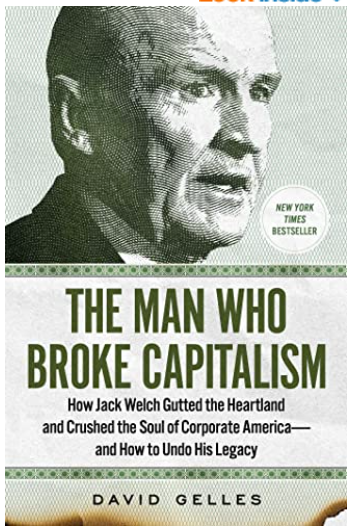 NEW YORK
TIMES
BESTSELLER
THE MAN WHO
BROKE CAPITALISM
How Jack Welch Gutted the Heartland
and Crushed the Soul of Corporate America—
and How to Undo His Legacy
DAVID GELLES